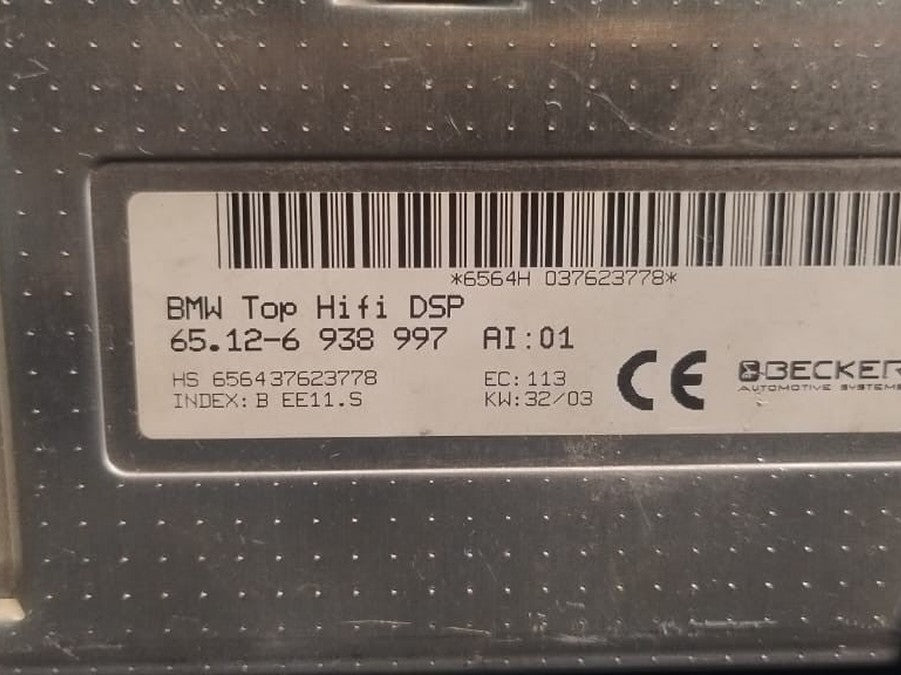 *6564H 037623778*
BMW Top Hifi DSP
65.12-6 938 997 AI:01
HS 656437623778 EC:113
INDEX:B EE11.S KW:32/03
CE
BECKER
AUTOMOTIVE SYSTEMS